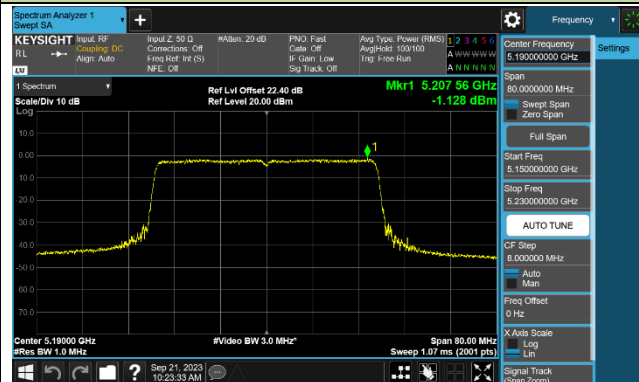 Spectrum Analyzer 1
Swept SA
+
Frequency
KEYSIGHT
RL
LXI
Input: RF
Coupling: DC
Align: Auto
Input Z: 50 Ω
Corrections: Off
Freq Ref: Int (S)
NFE: Off
#Atten: 20 dB
PNO: Fast
Gate: Off
IF Gain: Low
Sig Track: Off
Avg Type: Power (RMS)
Avg|Hold: 100/100
Trig: Free Run
1 2 3 4 5 6
A W W W W W
A N N N N N
1 Spectrum
Scale/Div 10 dB
Log
Ref Lvl Offset 22.40 dB
Ref Level 20.00 dBm
Mkr1 5.207 56 GHz
-1.128 dBm
10.0
0.00
-10.0
-20.0
-30.0
-40.0
-50.0
-60.0
-70.0
1
Center 5.19000 GHz
#Res BW 1.0 MHz
#Video BW 3.0 MHz*
Span 80.00 MHz
Sweep 1.07 ms (2001 pts)
Sep 21, 2023
10:23:33 AM
?
Center Frequency
5.190000000 GHz
Settings
Span
80.0000000 MHz
Swept Span
Zero Span
Full Span
Start Freq
5.150000000 GHz
Stop Freq
5.230000000 GHz
AUTO TUNE
CF Step
8.000000 MHz
Auto
Man
Freq Offset
0 Hz
X Axis Scale
Log
Lin
Signal Track
(Span Zoom)